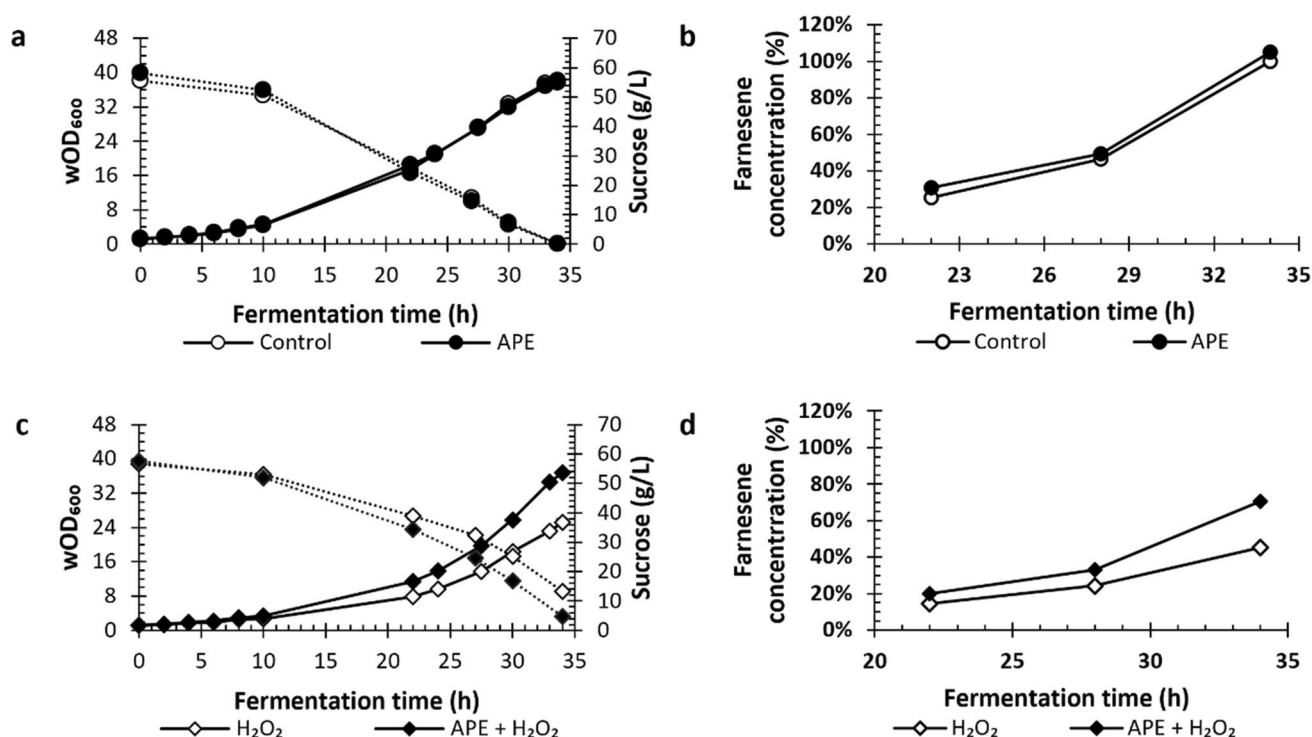 a
48
40
32
24
16
8
0
wOD₆₀₀
70
60
50
40
30
20
10
0
Sucrose (g/L)
0 5 10 15 20 25 30 35
Fermentation time (h)
Control APE
b
120%
100%
80%
60%
40%
20%
0%
Farnesene
concentrration (%)
20 23 26 29 32 35
Fermentation time (h)
Control APE
c
48
40
32
24
16
8
0
wOD₆₀₀
70
60
50
40
30
20
10
0
Sucrose (g/L)
0 5 10 15 20 25 30 35
Fermentation time (h)
H₂O₂ APE + H₂O₂
d
120%
100%
80%
60%
40%
20%
0%
Farnesene
concentrration (%)
20 25 30 35
Fermentation time (h)
H₂O₂ APE + H₂O₂